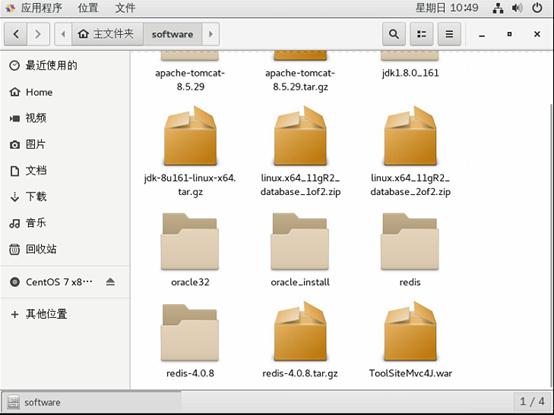 应用程序 位置 文件 星期日 10:49
主文件夹 software
最近使用的
Home
视频
图片
文档
下载
音乐
回收站
CentOS 7 x8···
其他位置
apache-tomcat-
8.5.29
apache-tomcat-
8.5.29.tar.gz
jdk1.8.0_161
jdk-8u161-linux-x64.
tar.gz
linux.x64_11gR2_
database_1of2.zip
linux.x64_11gR2_
database_2of2.zip
oracle32
oracle_install
redis
redis-4.0.8
redis-4.0.8.tar.gz
ToolSiteMvc4J.war
software 1 / 4